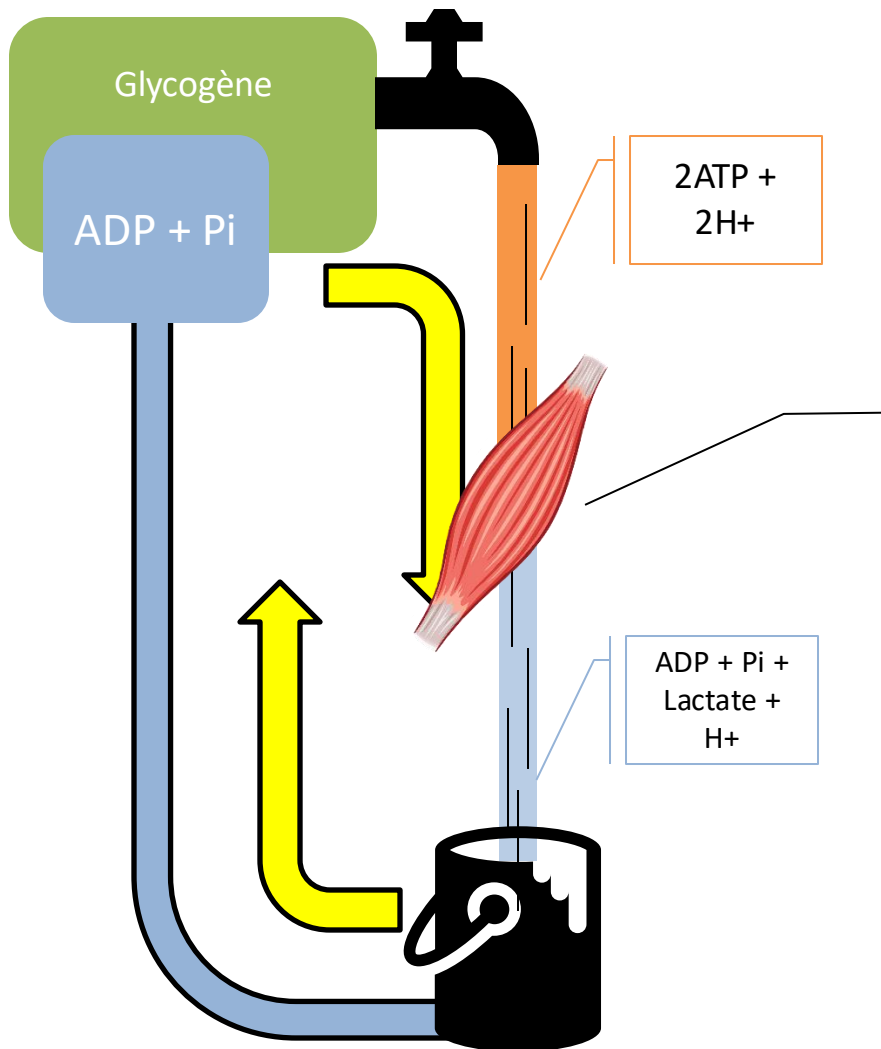 Glycogène
ADP + Pi
2ATP +
2H+
ADP + Pi +
Lactate +
H+